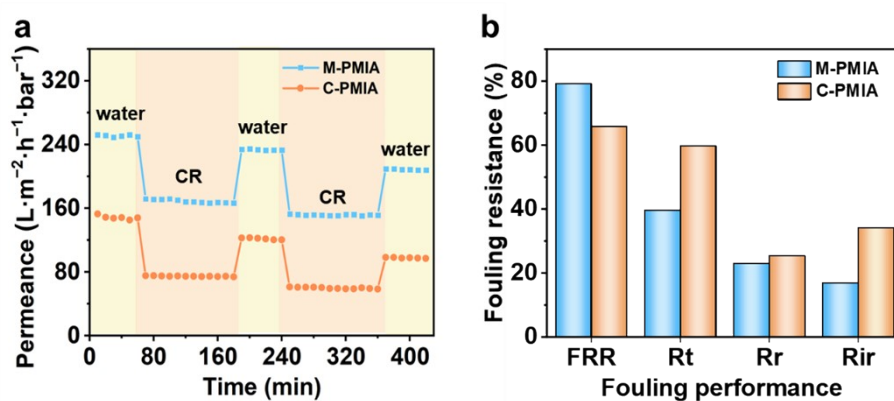 a
Permeance (L·m⁻²·h⁻¹·bar⁻¹)
360
320
240
160
80
0
M-PMIA
C-PMIA
water
CR
water
CR
water
0 80 160 240 320 400
Time (min)
b
Fouling resistance (%)
80
60
40
20
0
M-PMIA
C-PMIA
FRR Rt Rr Rir
Fouling performance